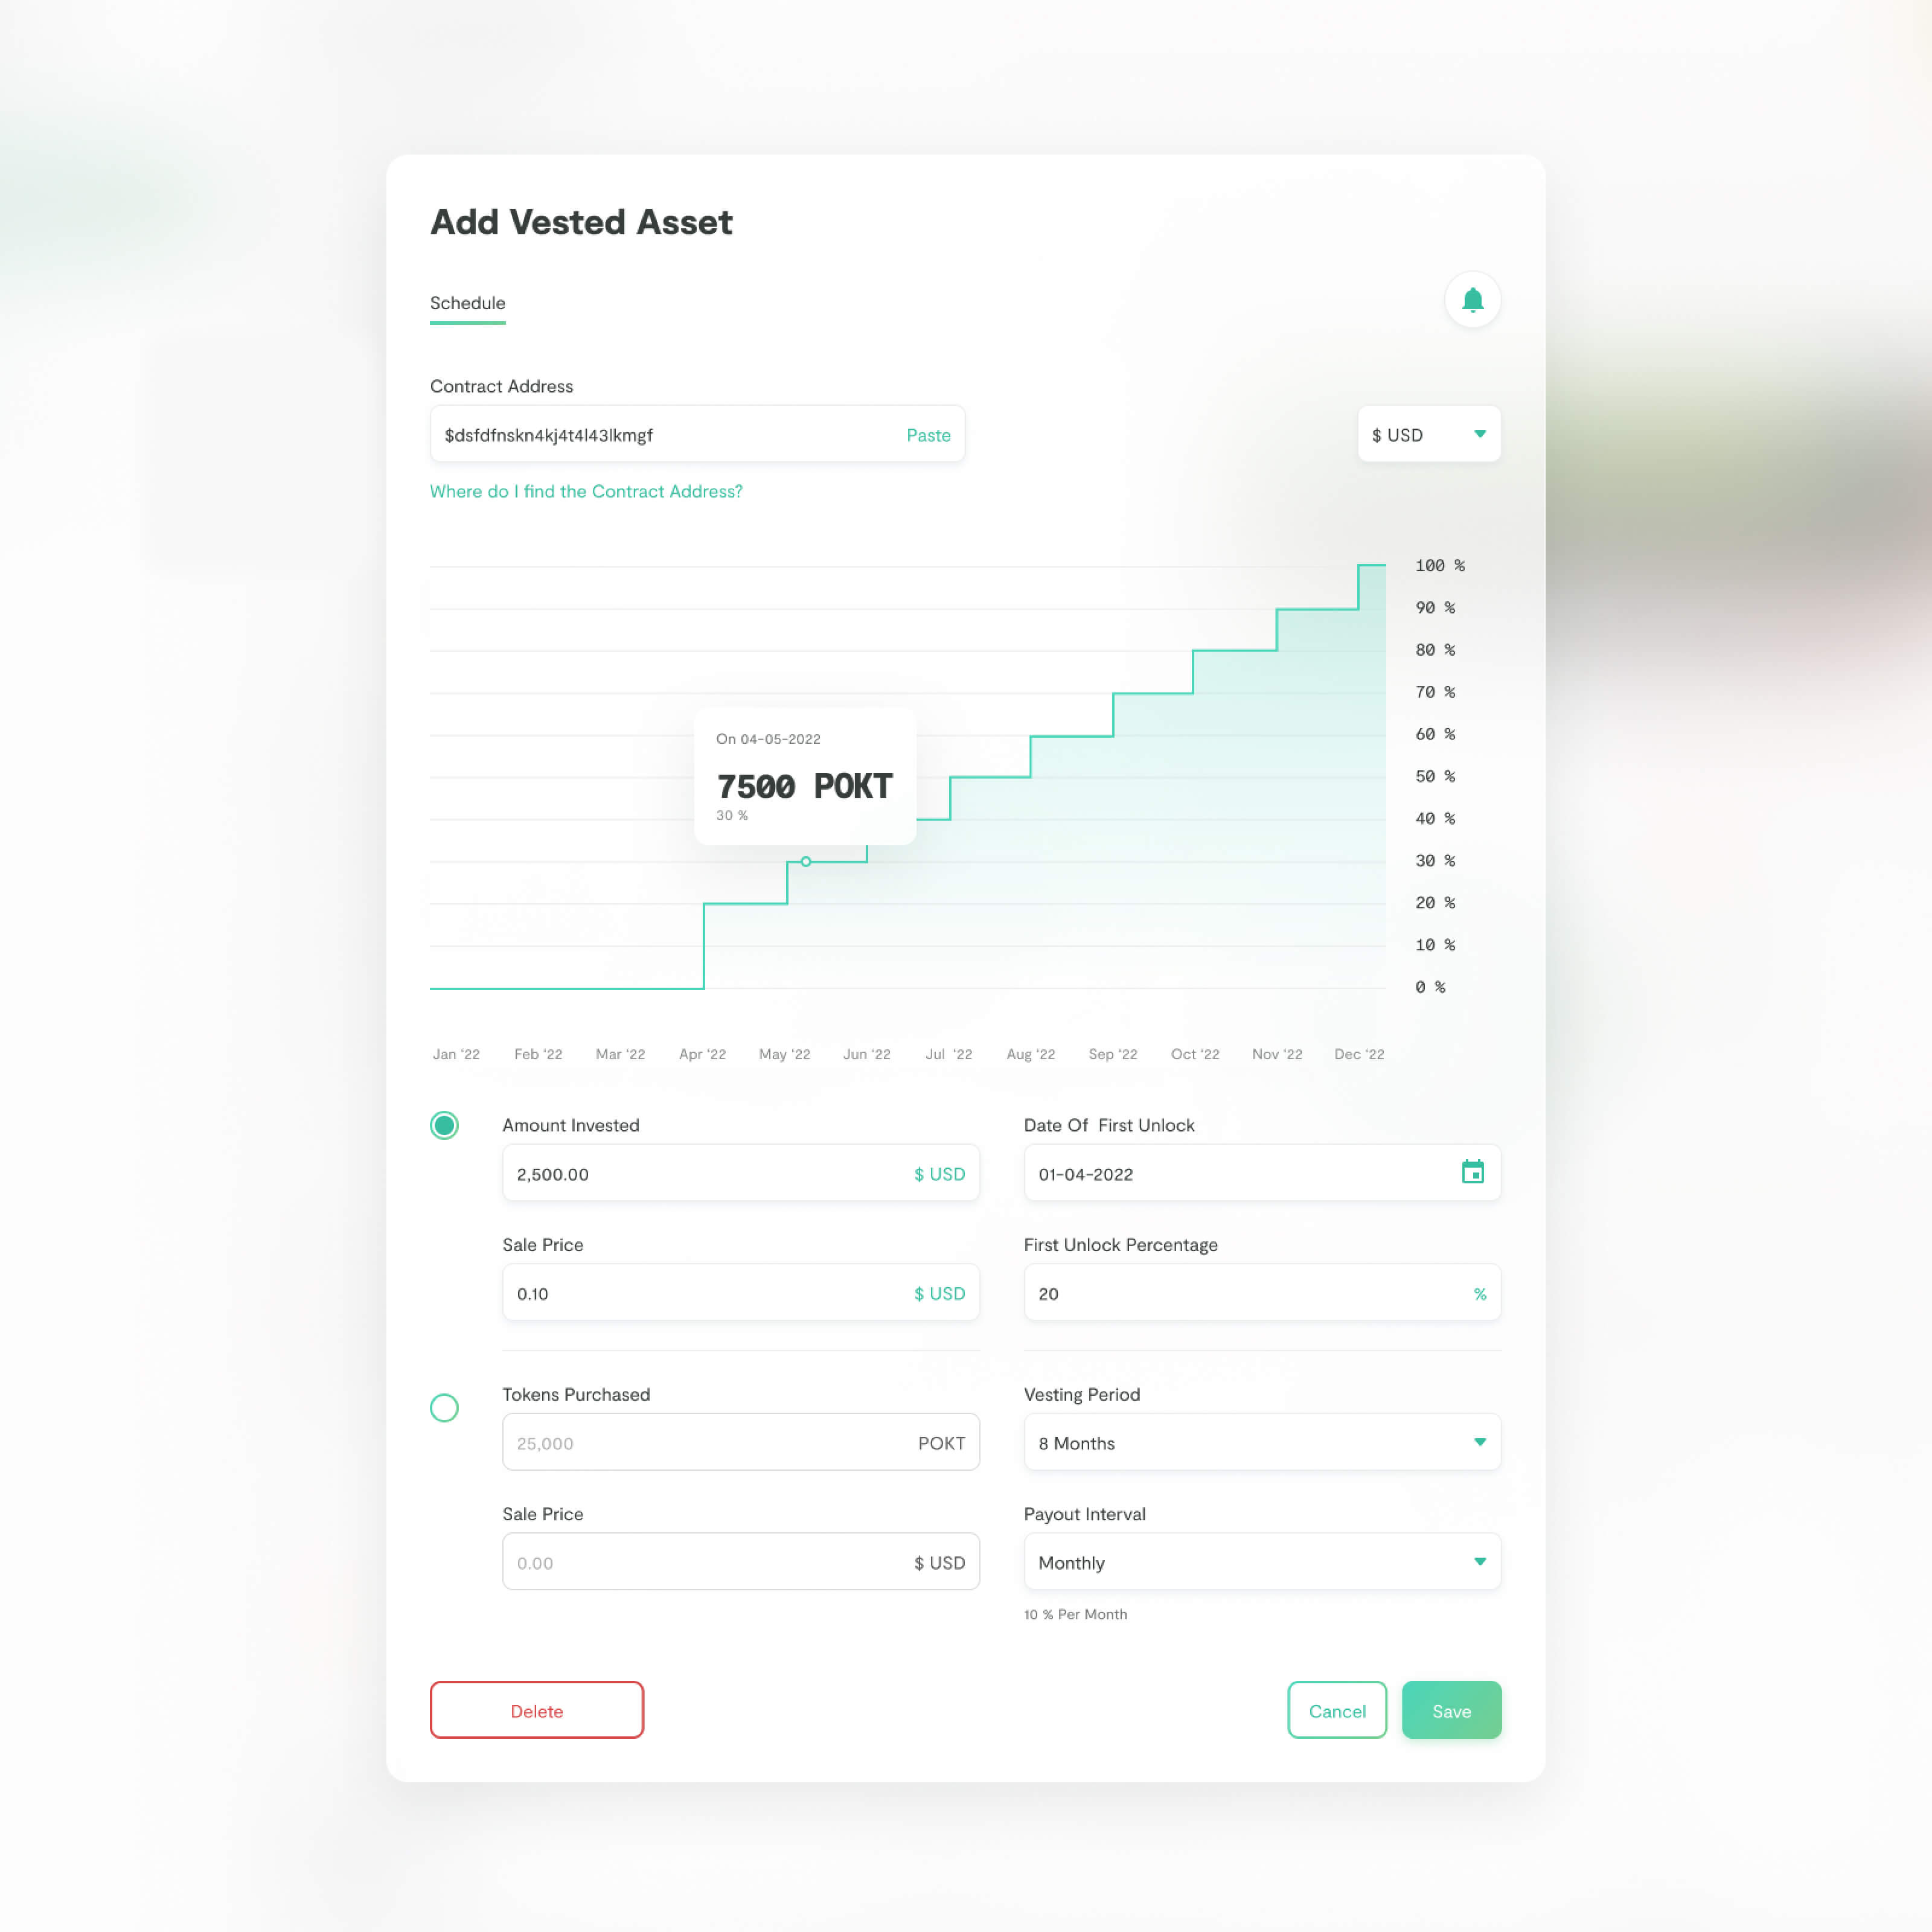 Add Vested Asset
Schedule
Contract Address
$dsfdfnskn4kj4t4l43lkmgf Paste
$ USD
Where do I find the Contract Address?
100 %
90 %
80 %
70 %
60 %
50 %
40 %
30 %
20 %
10 %
0 %
On 04-05-2022
7500 POKT
30 %
Jan '22 Feb '22 Mar '22 Apr '22 May '22 Jun '22 Jul '22 Aug '22 Sep '22 Oct '22 Nov '22 Dec '22
Amount Invested
2,500.00 $ USD
Sale Price
0.10 $ USD
Date Of First Unlock
01-04-2022
First Unlock Percentage
20 %
Tokens Purchased
25,000 POKT
Sale Price
0.00 $ USD
Vesting Period
8 Months
Payout Interval
Monthly
10 % Per Month
Delete
Cancel
Save